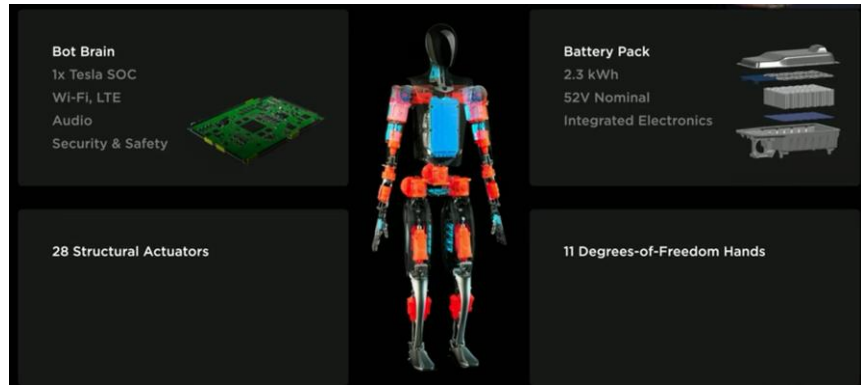 Bot Brain
1x Tesla SOC
Wi-Fi, LTE
Audio
Security & Safety
Battery Pack
2.3 kWh
52V Nominal
Integrated Electronics
28 Structural Actuators
11 Degrees-of-Freedom Hands